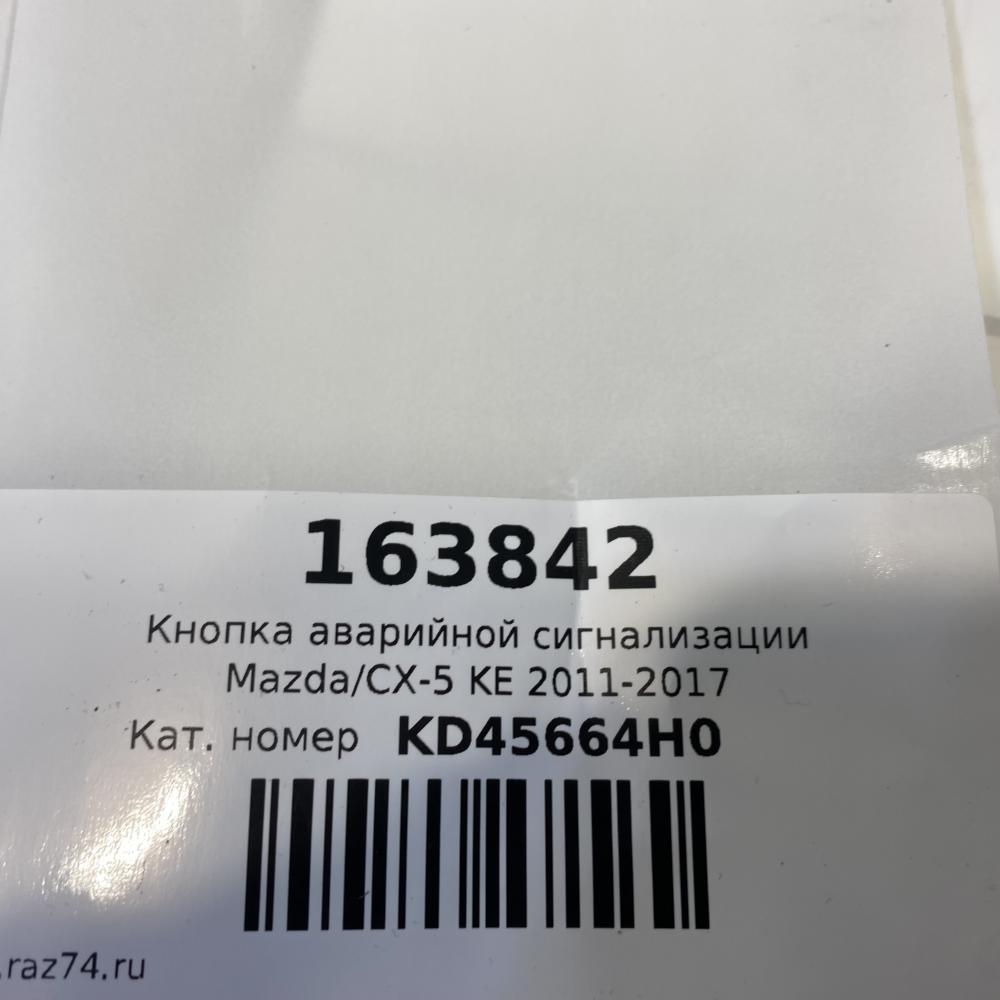 163842
Кнопка аварийной сигнализации
Mazda/CX-5 KE 2011-2017
Кат. номер KD45664H0
.raz74.ru